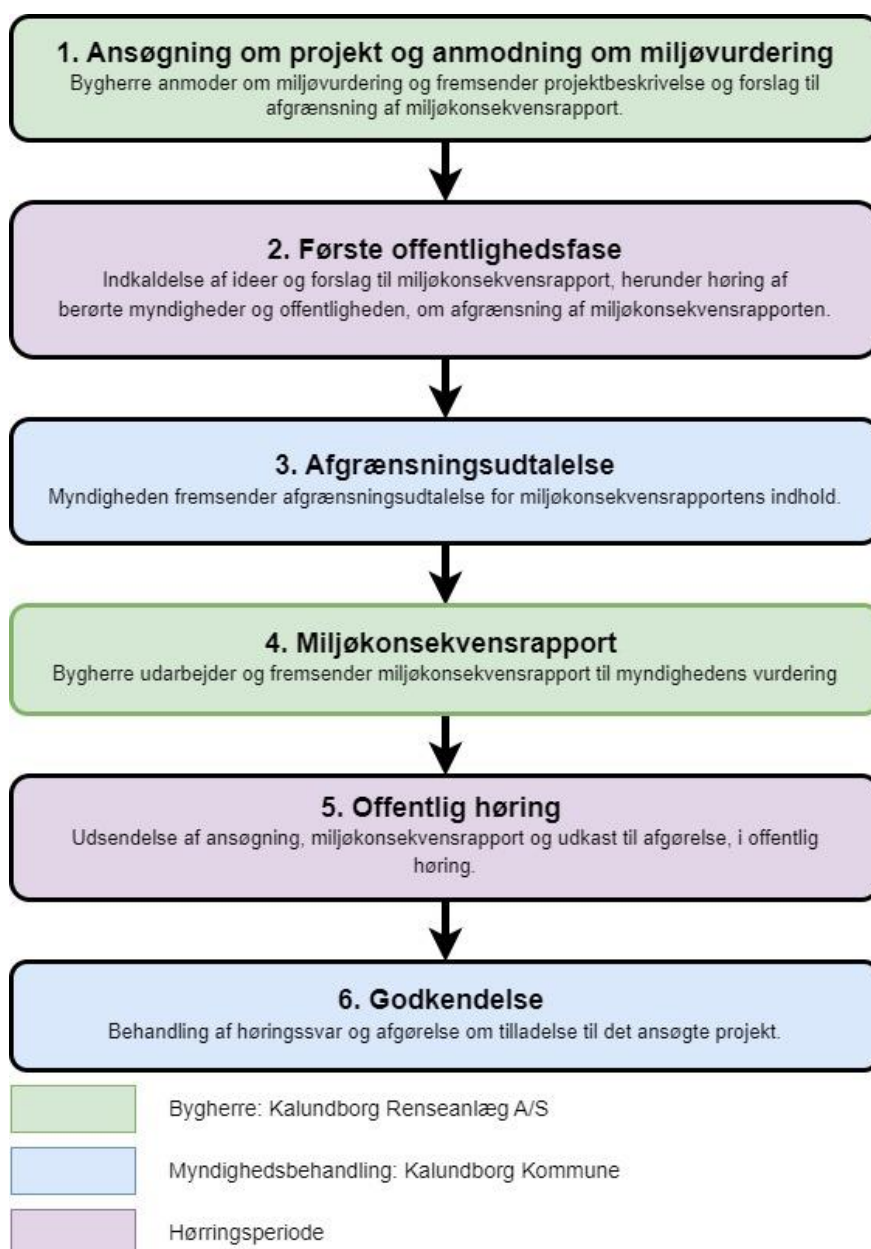 1. Ansøgning om projekt og anmodning om miljøvurdering
Bygherre anmoder om miljøvurdering og fremsender projektbeskrivelse og forslag til
afgrænsning af miljøkonsekvensrapport.
2. Første offentlighedsfase
Indkaldelse af ideer og forslag til miljøkonsekvensrapport, herunder høring af
berørte myndigheder og offentligheden, om afgrænsning af miljøkonsekvensrapporten.
3. Afgrænsningsudtalelse
Myndigheden fremsender afgrænsningsudtalelse for miljøkonsekvensrapportens indhold.
4. Miljøkonsekvensrapport
Bygherre udarbejder og fremsender miljøkonsekvensrapport til myndighedens vurdering
5. Offentlig høring
Udsendelse af ansøgning, miljøkonsekvensrapport og udkast til afgørelse, i offentlig
høring.
6. Godkendelse
Behandling af høringssvar og afgørelse om tilladelse til det ansøgte projekt.
Bygherre: Kalundborg Renseanlæg A/S
Myndighedsbehandling: Kalundborg Kommune
Hørringsperiode